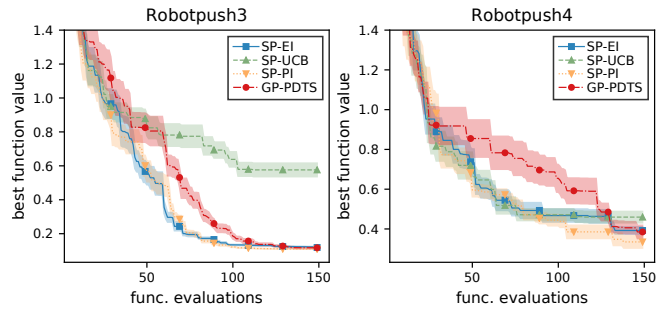 Robotpush3
best function value
1.4
1.2
1.0
0.8
0.6
0.4
0.2
50
100
150
func. evaluations
SP-EI
SP-UCB
SP-PI
GP-PDTS
Robotpush4
best function value
1.4
1.2
1.0
0.8
0.6
0.4
50
100
150
func. evaluations
SP-EI
SP-UCB
SP-PI
GP-PDTS